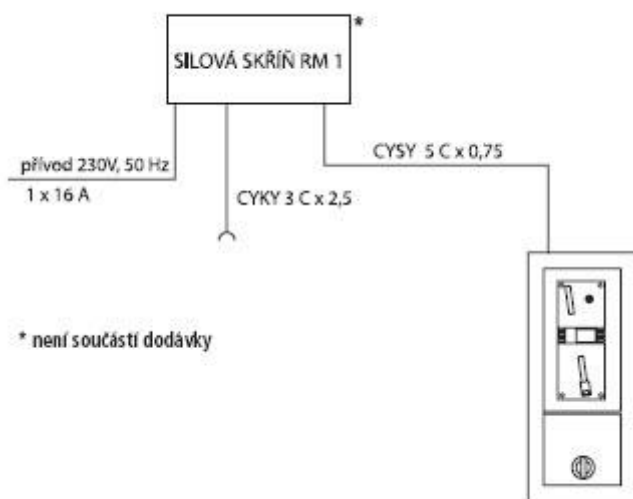 *
SILOVÁ SKŘÍŇ RM 1
přívod 230V, 50 Hz
1 x 16 A
CYSY 5 C x 0,75
CYKY 3 C x 2,5
* není součástí dodávky